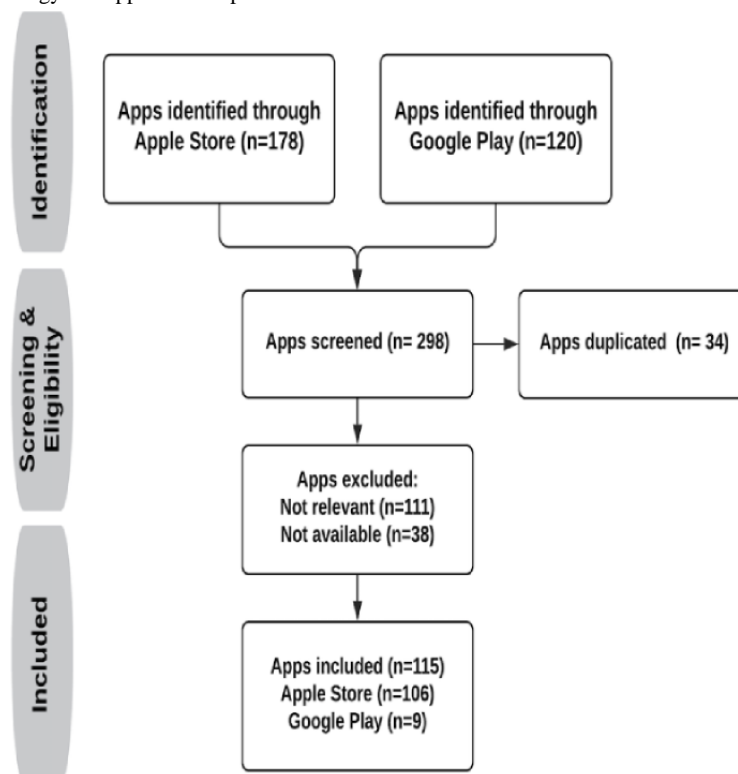 Identification
Apps identified through
Apple Store (n=178)
Apps identified through
Google Play (n=120)
Screening &
Eligibility
Apps screened (n= 298)
Apps duplicated (n= 34)
Apps excluded:
Not relevant (n=111)
Not available (n=38)
Included
Apps included (n=115)
Apple Store (n=106)
Google Play (n=9)